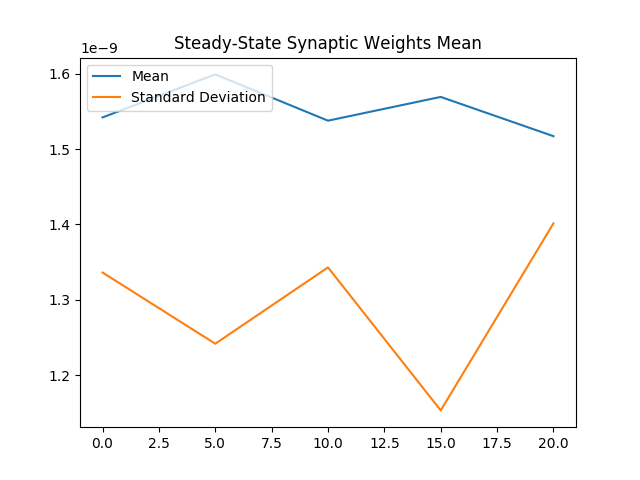 Steady-State Synaptic Weights Mean
1e−9
Mean
Standard Deviation
1.6
1.5
1.4
1.3
1.2
0.0 2.5 5.0 7.5 10.0 12.5 15.0 17.5 20.0